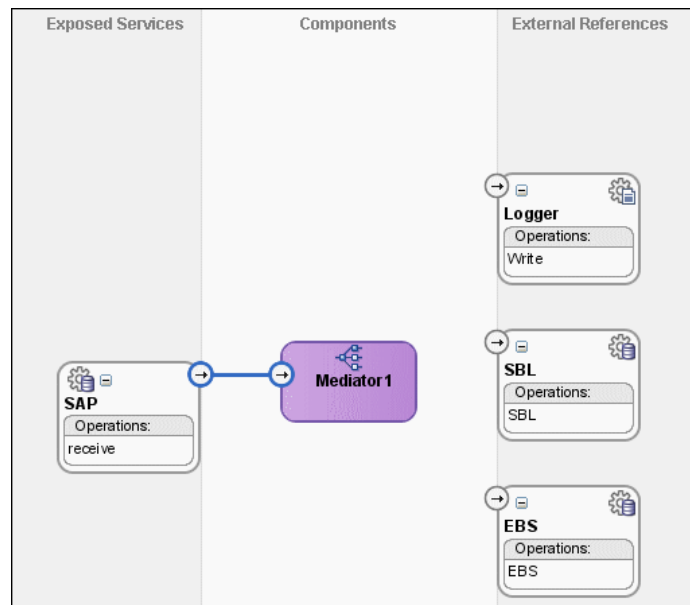 Exposed Services
Components
External References
Logger
Operations:
Write
SBL
Operations:
SBL
Mediator1
SAP
Operations:
receive
EBS
Operations:
EBS